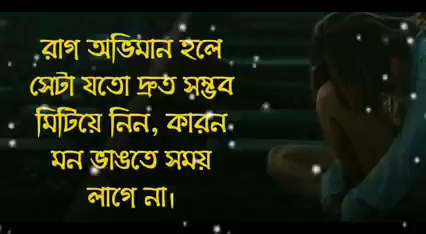 রাগ অভিমান হলে
সেটা যতো দ্রুত সম্ভব
মিটিয়ে নিন, কারন
মন ভাঙতে সময়
লাগে না।